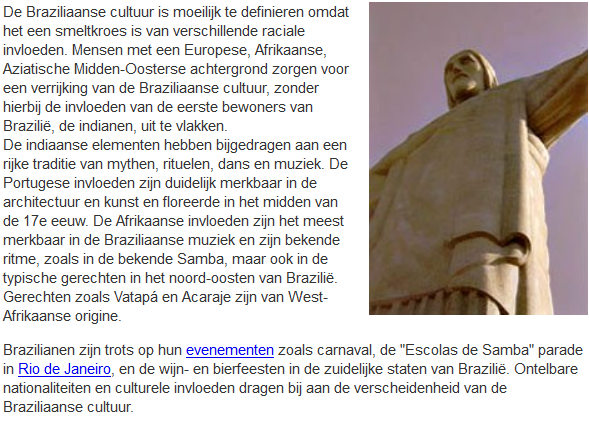 De Braziliaanse cultuur is moeilijk te definieren omdat
het een smeltkroes is van verschillende raciale
invloeden. Mensen met een Europese, Afrikaanse,
Aziatische Midden-Oosterse achtergrond zorgen voor
een verrijking van de Braziliaanse cultuur, zonder
hierbij de invloeden van de eerste bewoners van
Brazilië, de indianen, uit te vlakken.
De indiaanse elementen hebben bijgedragen aan een
rijke traditie van mythen, rituelen, dans en muziek. De
Portugese invloeden zijn duidelijk merkbaar in de
architectuur en kunst en floreerde in het midden van
de 17e eeuw. De Afrikaanse invloeden zijn het meest
merkbaar in de Braziliaanse muziek en zijn bekende
ritme, zoals in de bekende Samba, maar ook in de
typische gerechten in het noord-oosten van Brazilië.
Gerechten zoals Vatapá en Acaraje zijn van West-
Afrikaanse origine.
Brazilianen zijn trots op hun evenementen zoals carnaval, de "Escolas de Samba" parade
in Rio de Janeiro, en de wijn- en bierfeesten in de zuidelijke staten van Brazilië. Ontelbare
nationaliteiten en culturele invloeden dragen bij aan de verscheidenheid van de
Braziliaanse cultuur.